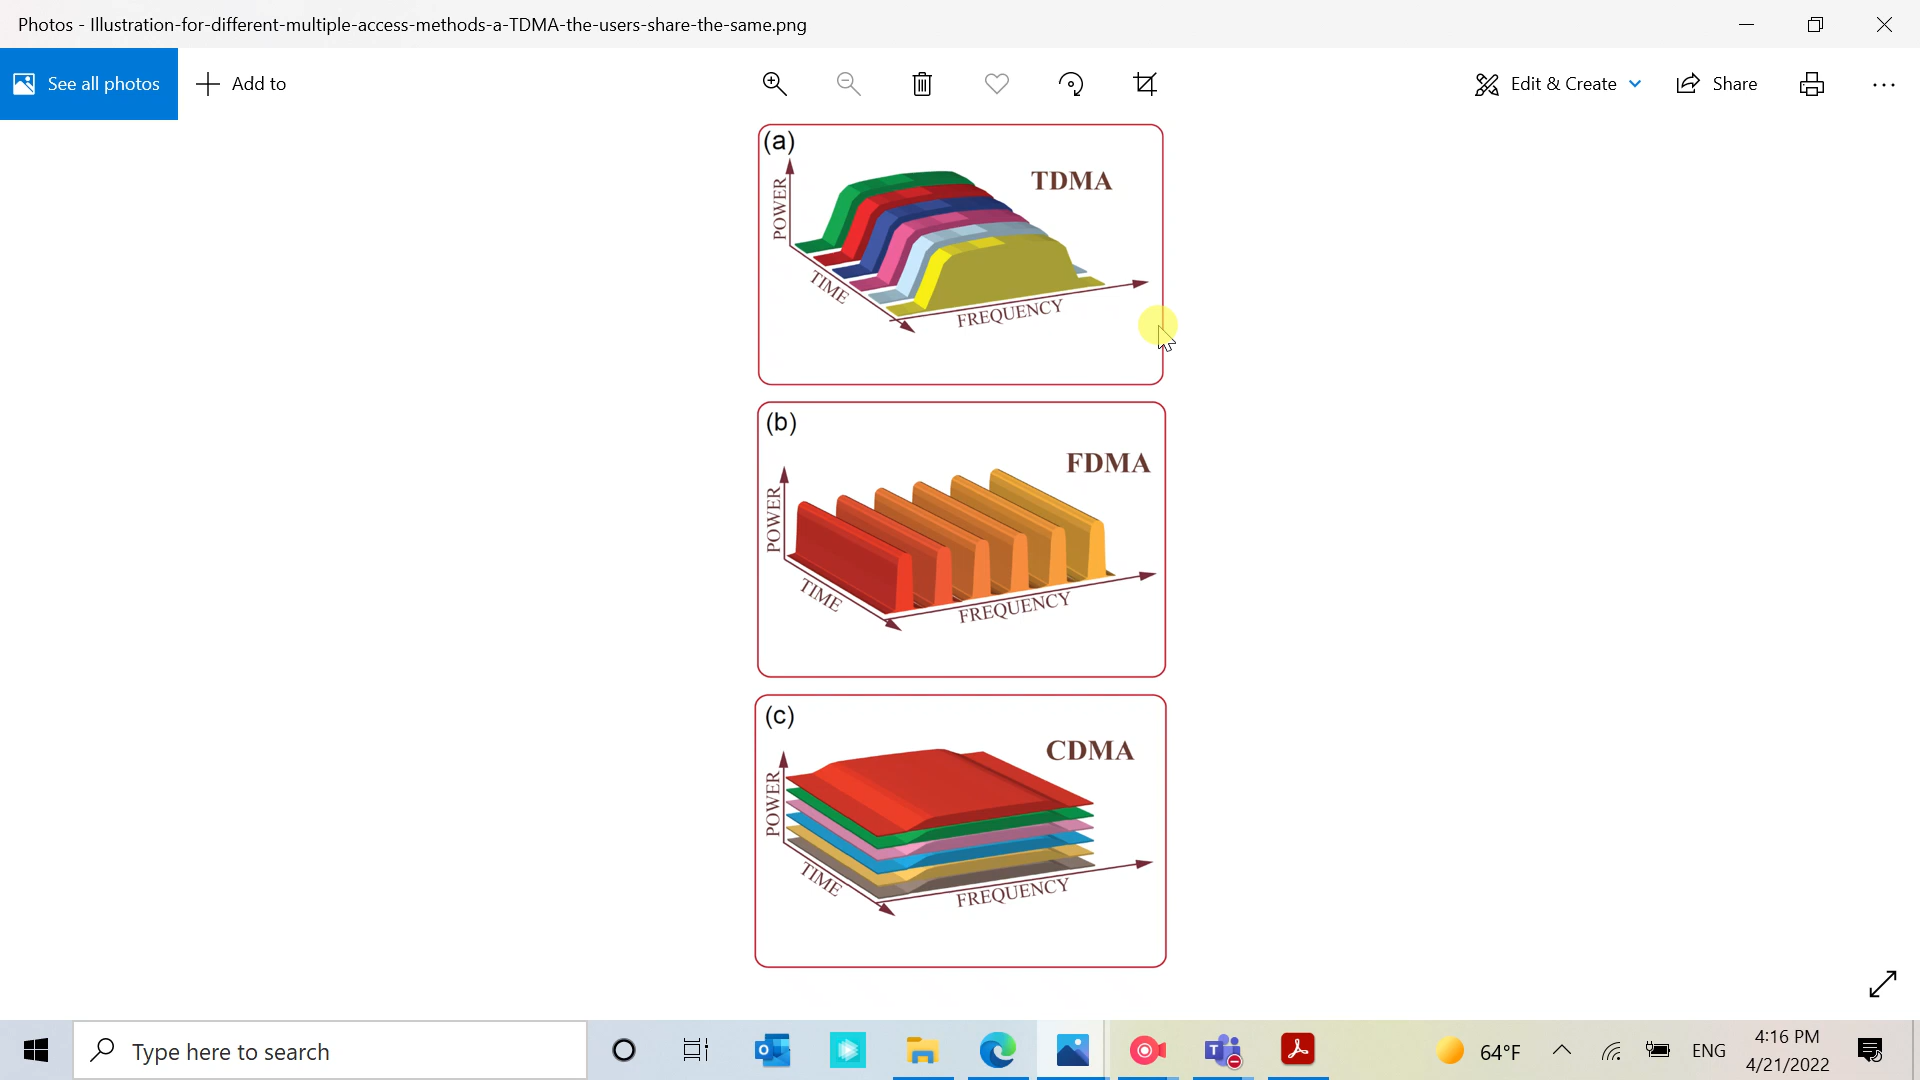 Photos - Illustration-for-different-multiple-access-methods-a-TDMA-the-users-share-the-same.png
See all photos
Add to
Edit & Create
Share
(a)
TDMA
POWER
TIME
FREQUENCY
(b)
FDMA
POWER
TIME
FREQUENCY
(c)
CDMA
POWER
TIME
FREQUENCY
Type here to search
64°F
ENG
4:16 PM
4/21/2022